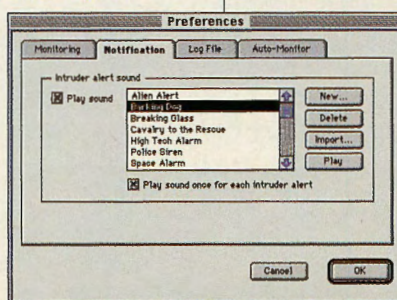 Preferences
Monitoring Notification Log File Auto-Monitor
Intruder alert sound
Play sound
Alien Alert
Barking Dog
Breaking Glass
Cavalry to the Rescue
High Tech Alarm
Police Siren
Space Alarm
New...
Delete
Import...
Play
Play sound once for each intruder alert
Cancel
OK